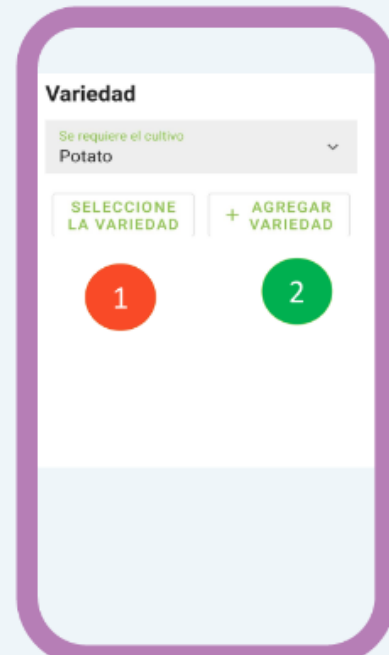 Variedad
Se requiere el cultivo
Potato
SELECCIONE
LA VARIEDAD
+ AGREGAR
VARIEDAD
1
2